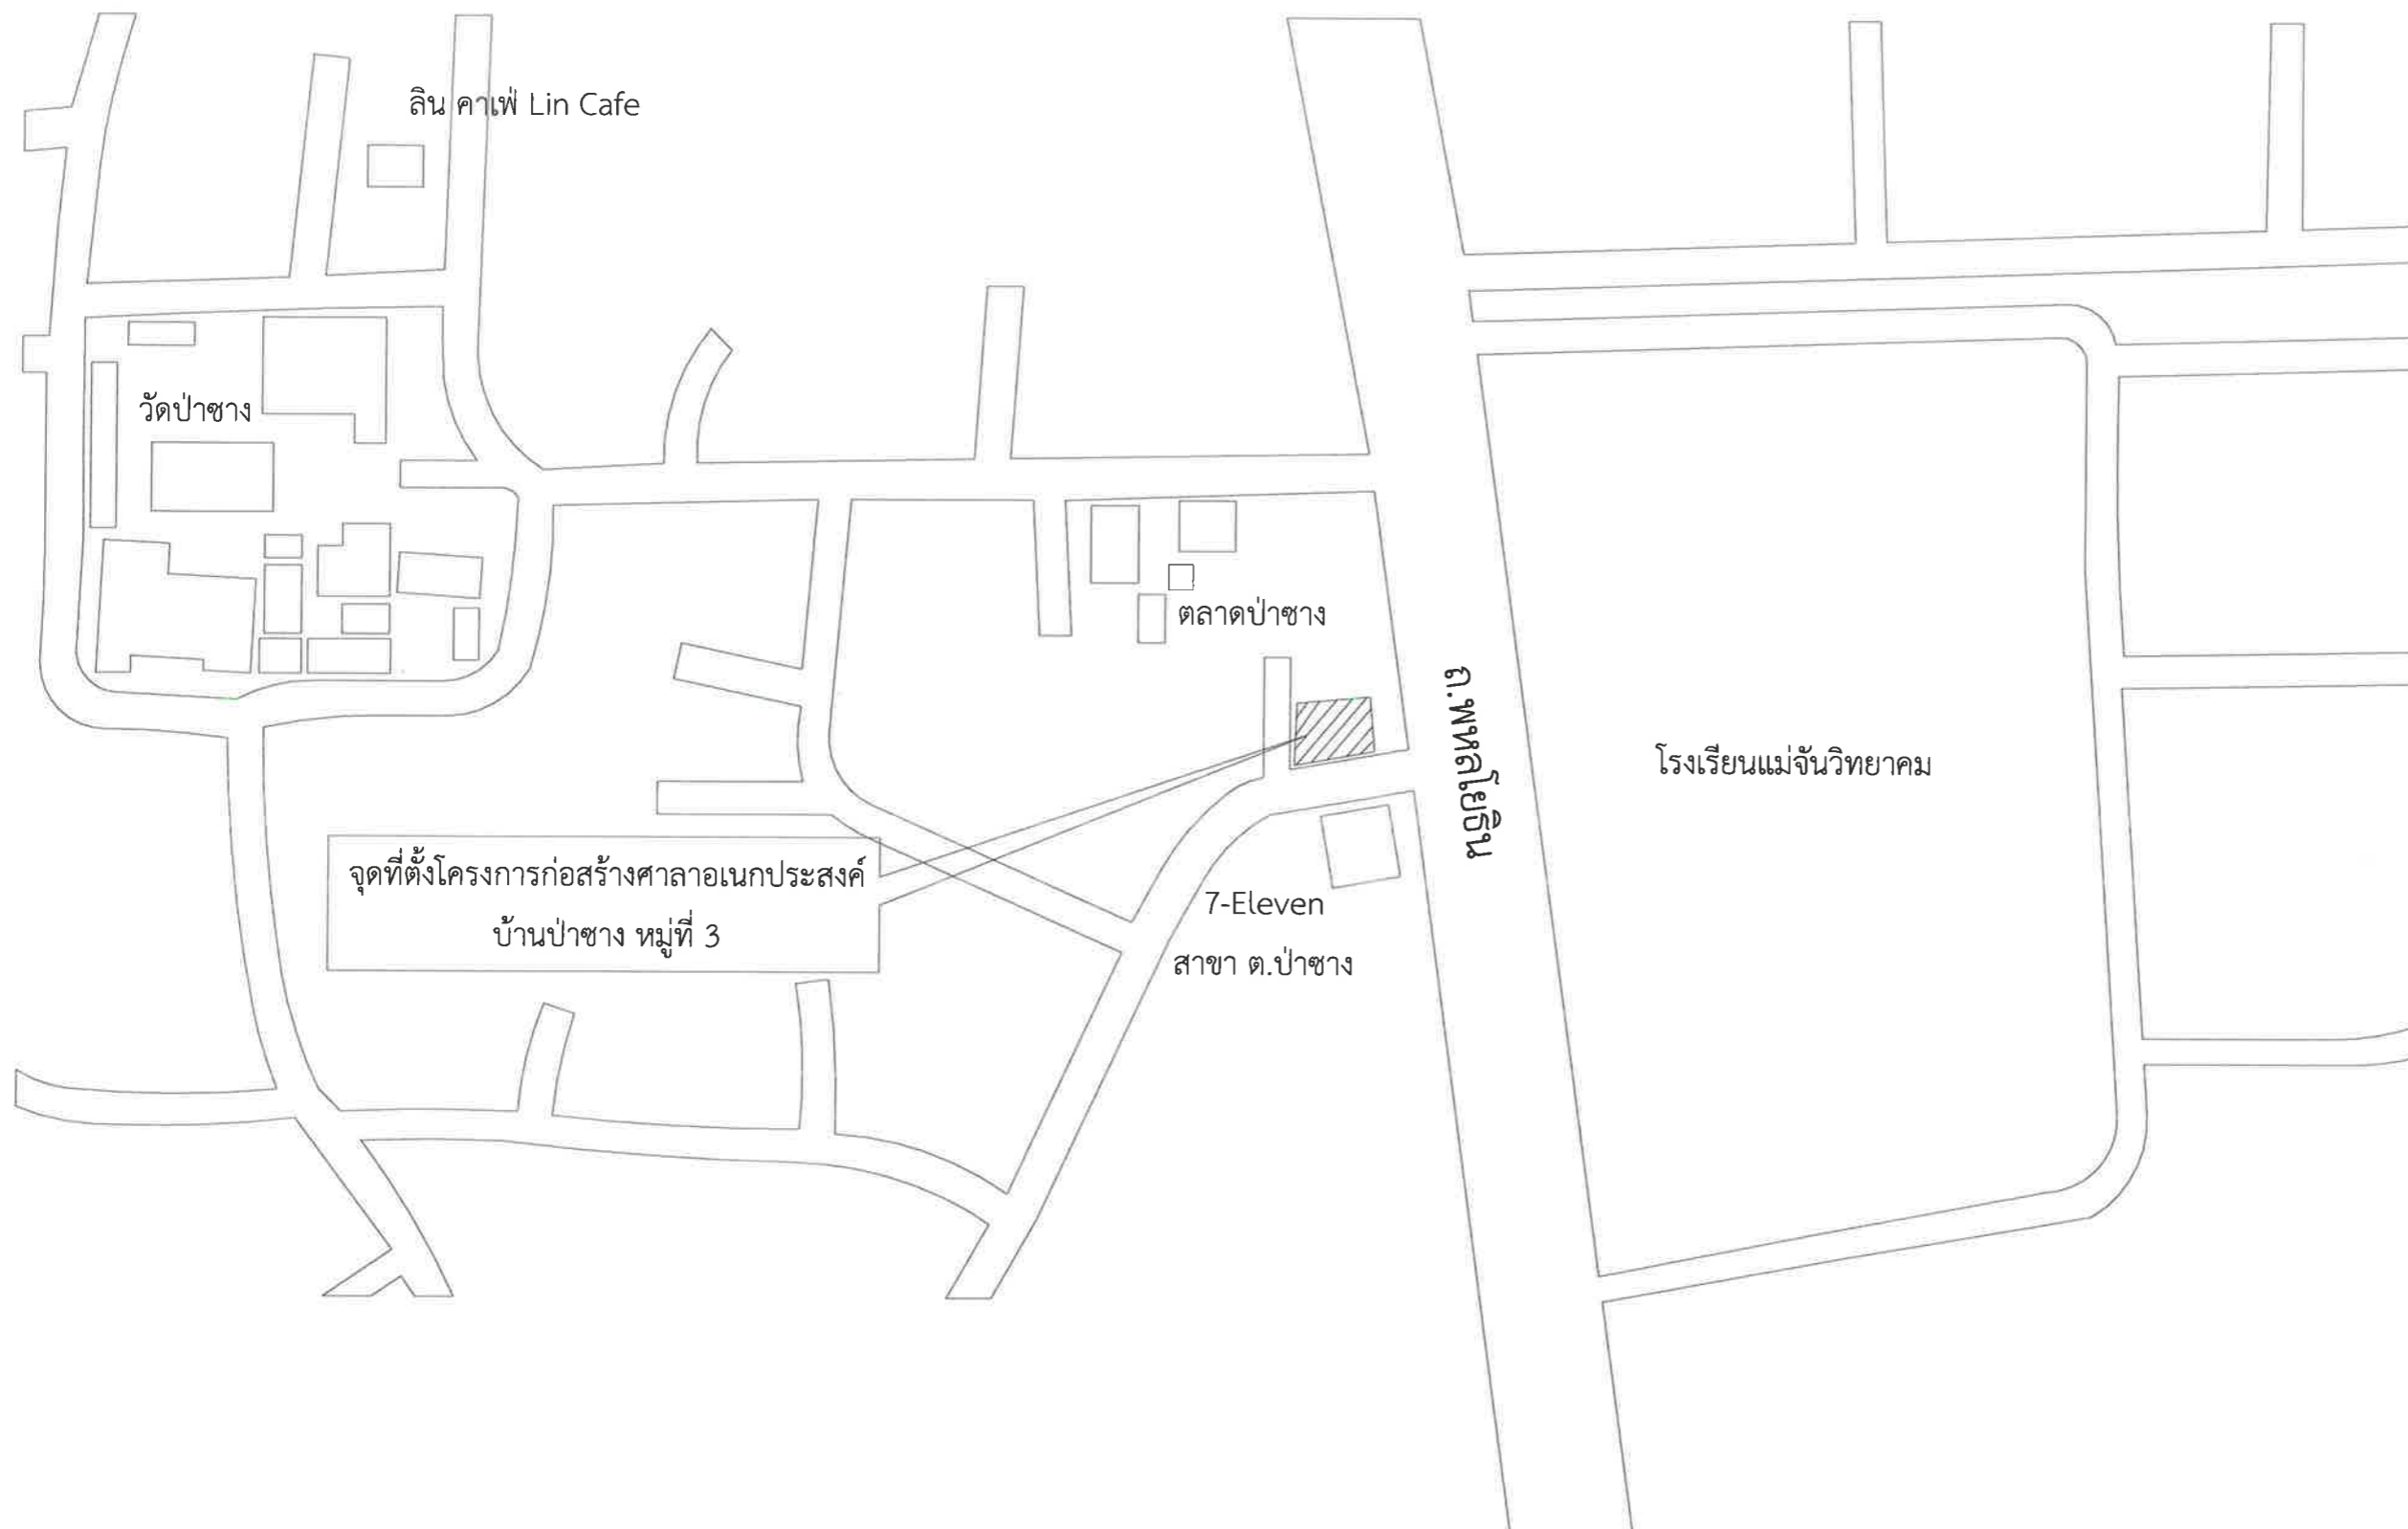 ลิน คาเฟ่ Lin Cafe
วัดป่าซาง
ตลาดป่าซาง
ถ.พหลโยธิน
โรงเรียนแม่จันวิทยาคม
จุดที่ตั้งโครงการก่อสร้างศาลาอเนกประสงค์
บ้านป่าซาง หมู่ที่ 3
7-Eleven
สาขา ต.ป่าซาง